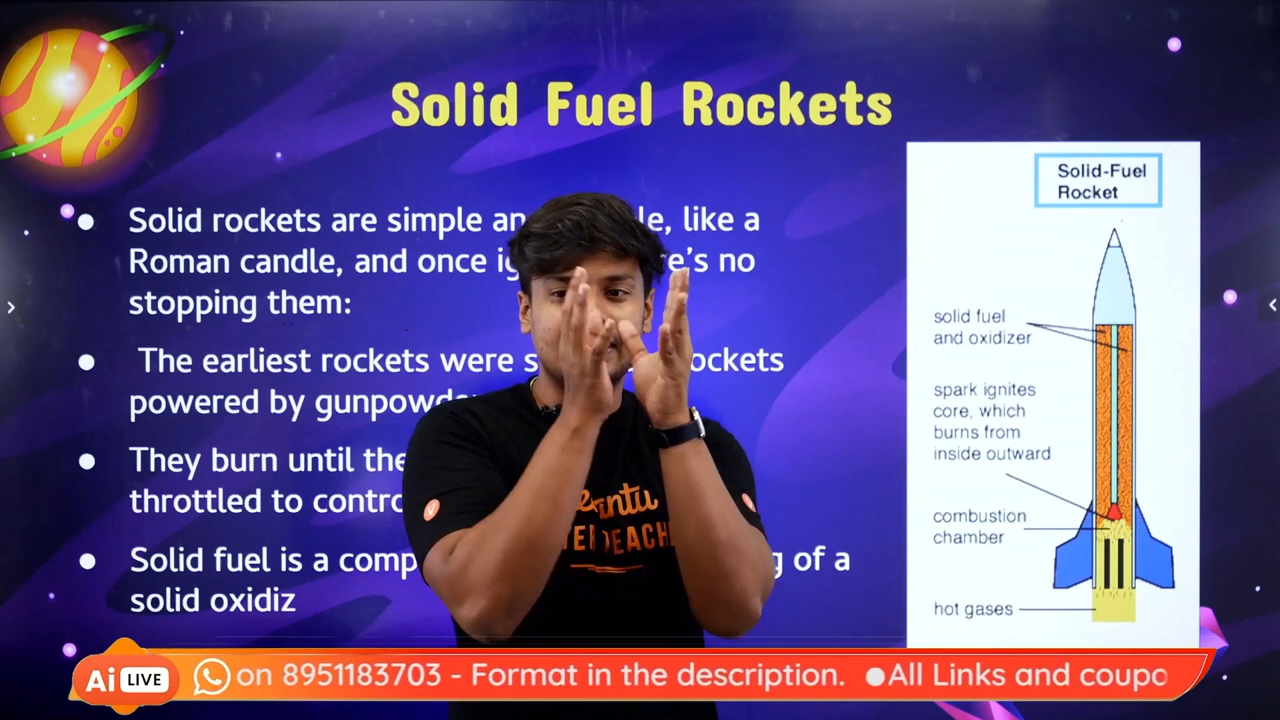 Solid Fuel Rockets
Solid rockets are simple an le, like a
Roman candle, and once ig re's no
stopping them:
The earliest rockets were s ockets
powered by gunpowde
They burn until the
throttled to contro
Solid fuel is a comp g of a
solid oxidiz
Solid-Fuel
Rocket
solid fuel
and oxidizer
spark ignites
core, which
burns from
inside outward
combustion
chamber
hot gases
Ai LIVE
on 8951183703 - Format in the description. ●All Links and coupo